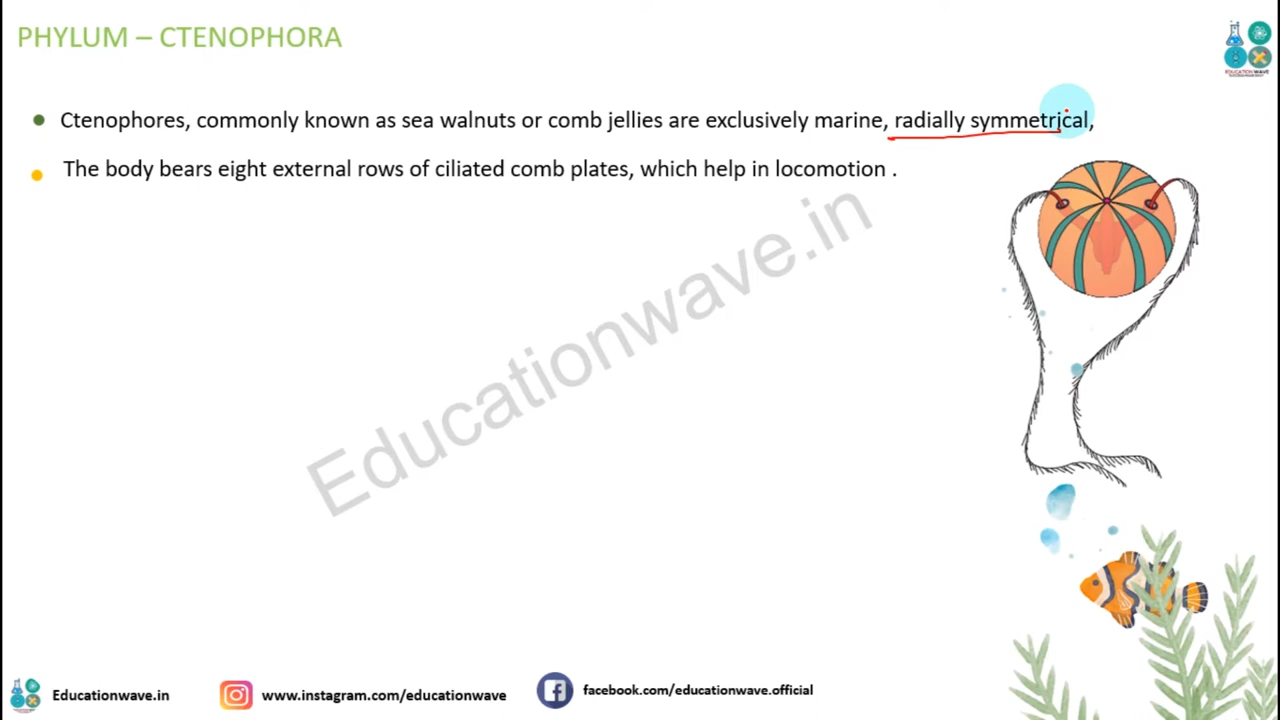 PHYLUM – CTENOPHORA
EDUCATION WAVE
Ctenophores, commonly known as sea walnuts or comb jellies are exclusively marine, radially symmetrical,
The body bears eight external rows of ciliated comb plates, which help in locomotion .
Educationwave.in
Educationwave.in
www.instagram.com/educationwave
facebook.com/educationwave.official